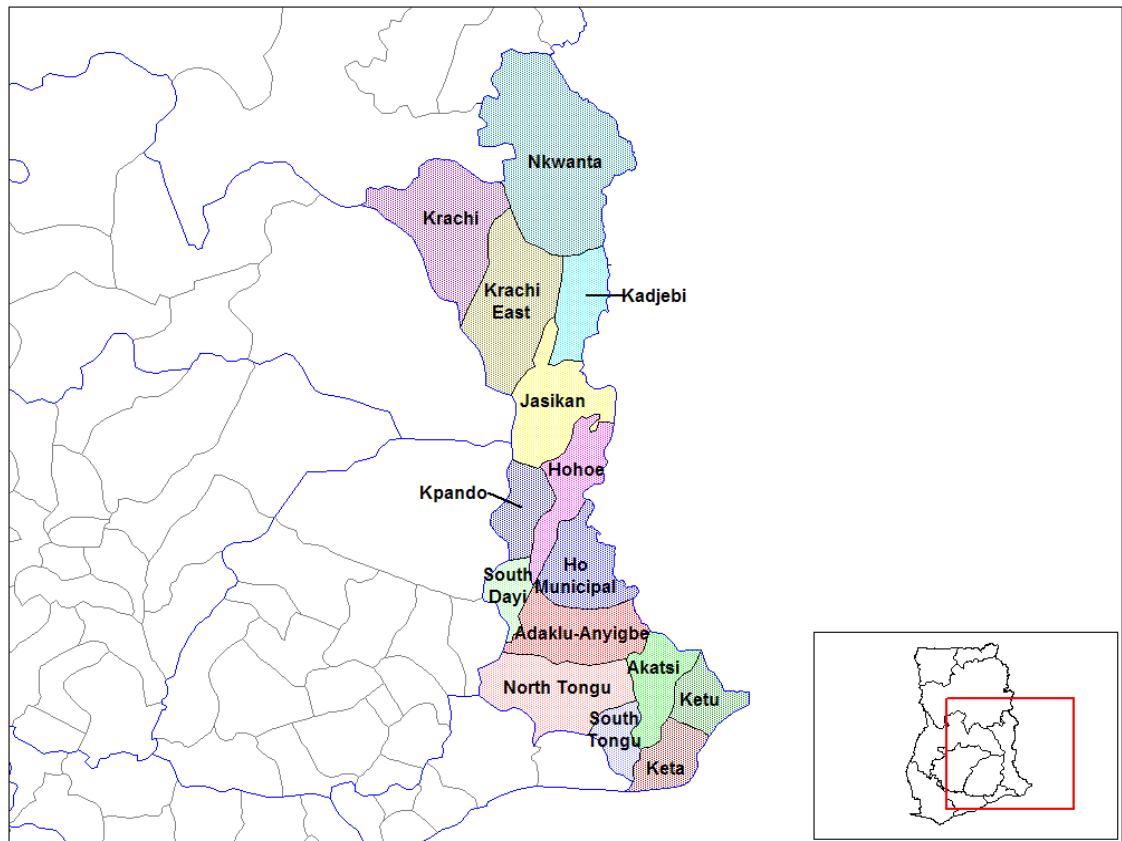 Nkwanta
Krachi
Krachi
East
Kadjebi
Jasikan
Hohoe
Kpando
Ho
Municipal
South
Dayi
Adaklu-Anyigbe
Akatsi
North Tongu
Ketu
South
Tongu
Keta